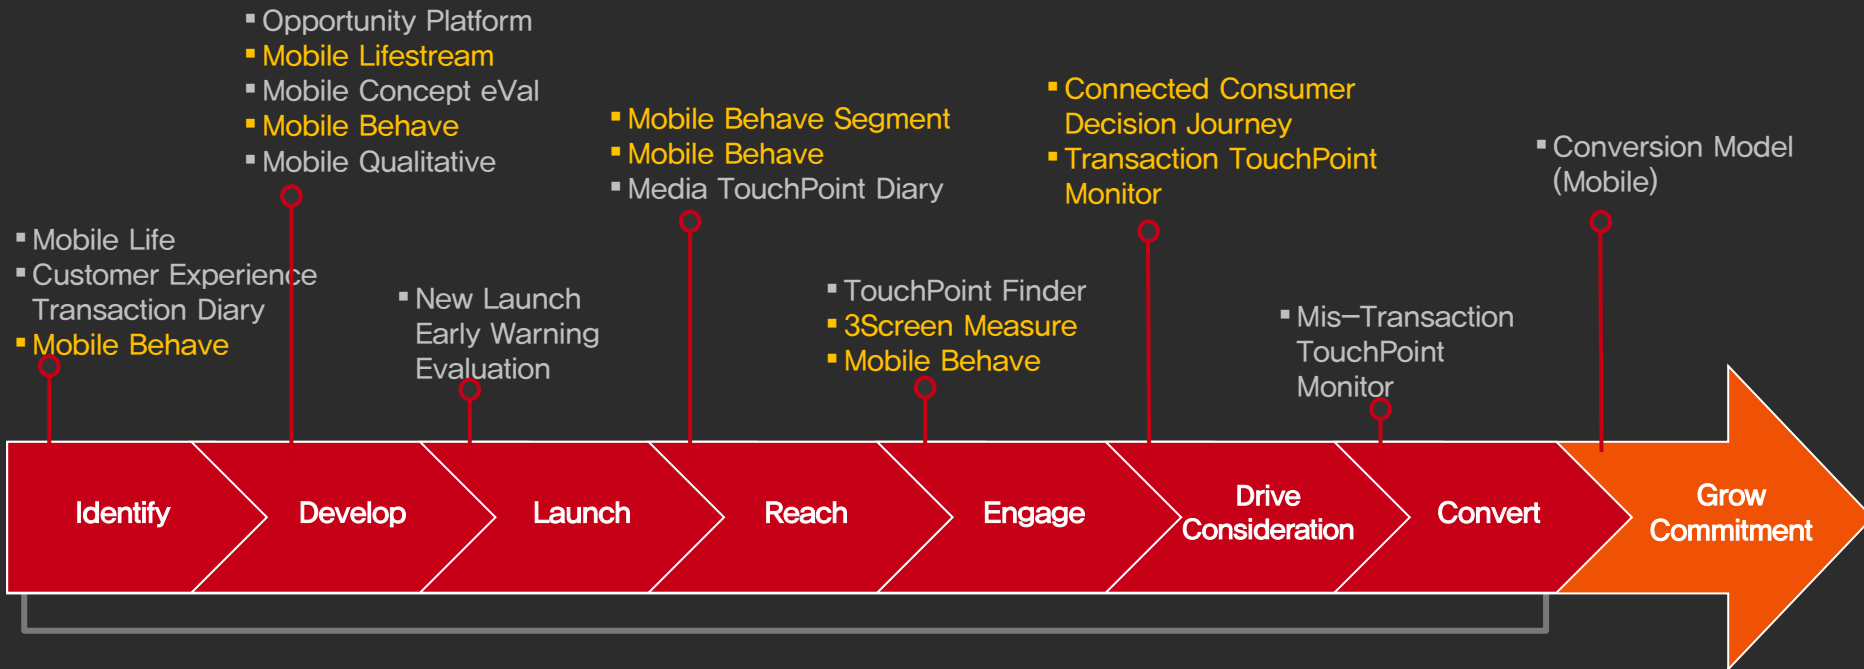 ▪ Opportunity Platform
▪ Mobile Lifestream
▪ Mobile Concept eVal
▪ Mobile Behave
▪ Mobile Qualitative
▪ Mobile Life
▪ Customer Experience
Transaction Diary
▪ Mobile Behave
▪ New Launch
Early Warning
Evaluation
▪ Mobile Behave Segment
▪ Mobile Behave
▪ Media TouchPoint Diary
▪ TouchPoint Finder
▪ 3Screen Measure
▪ Mobile Behave
▪ Connected Consumer
Decision Journey
▪ Transaction TouchPoint
Monitor
▪ Mis-Transaction
TouchPoint
Monitor
▪ Conversion Model
(Mobile)
Identify
Develop
Launch
Reach
Engage
Drive
Consideration
Convert
Grow
Commitment